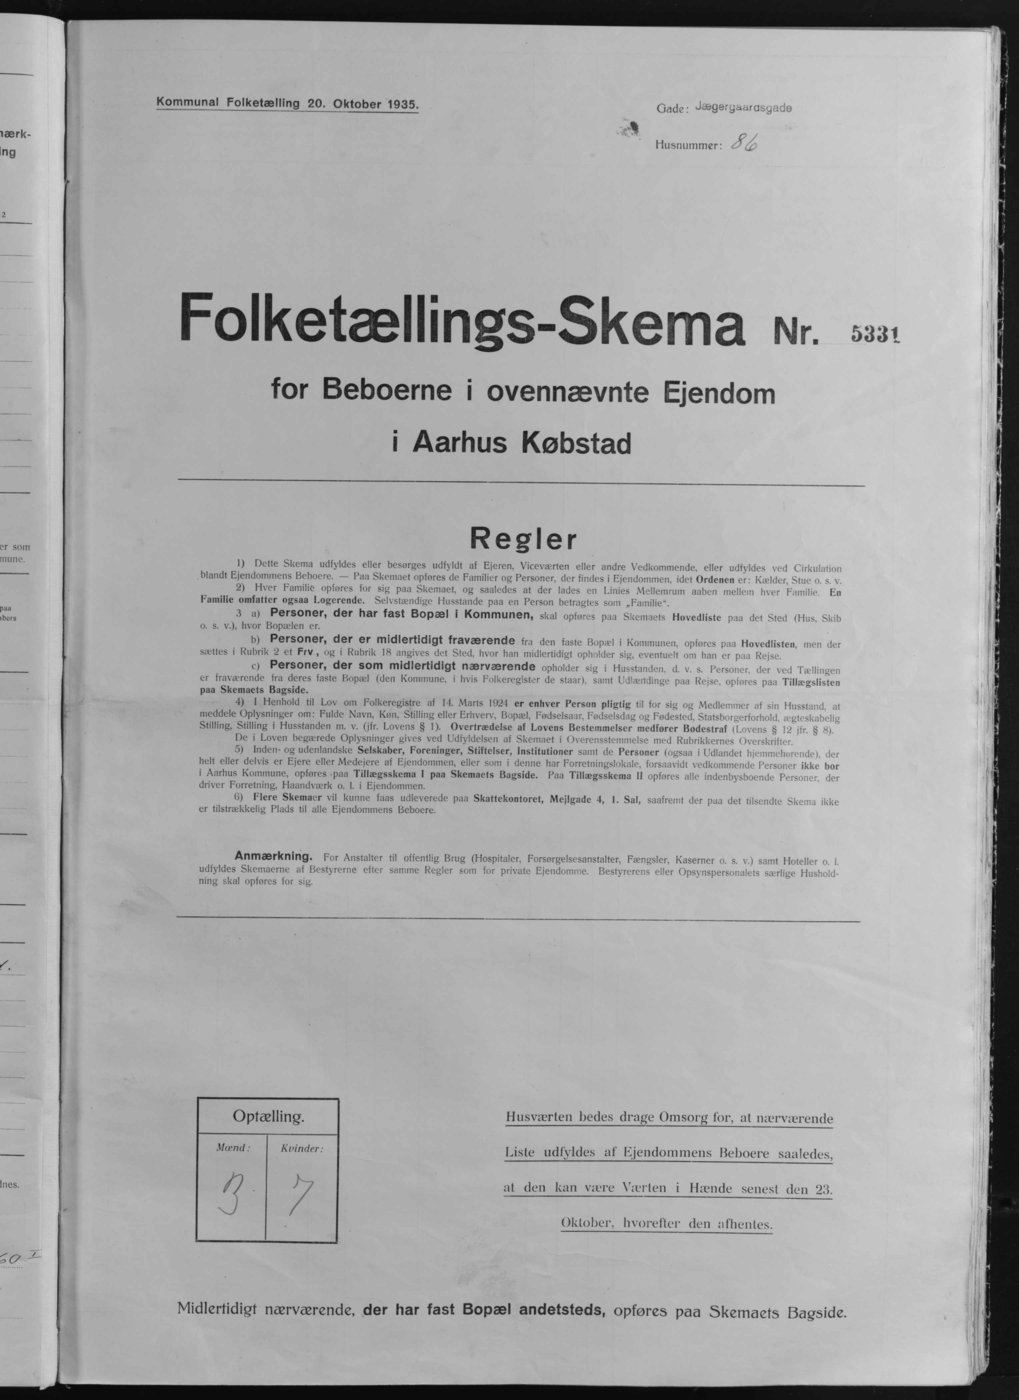 Kommunal Folketælling 20. Oktober 1935.
Gade: Jægergaardsgade
Husnummer: 86
Folketællings-Skema Nr. 5331
for Beboerne i ovennævnte Ejendom
i Aarhus Købstad
Regler
1) Dette Skema udfyldes eller besørges udfyldt af Ejeren, Viceværten eller andre Vedkommende, eller udfyldes ved Cirkulation
blandt Ejendommens Beboere. — Paa Skemaet opføres de Familier og Personer, der findes i Ejendommen, idet Ordenen er: Kælder, Stue o. s. v.
2) Hver Familie opføres for sig paa Skemaet, og saaledes at der lades en Linies Mellemrum aaben mellem hver Familie. En
Familie omfatter ogsaa Logerende. Selvstændige Husstande paa en Person betragtes som „Familie“.
3 a) Personer, der har fast Bopæl i Kommunen, skal opføres paa Skemaets Hovedliste paa det Sted (Hus, Skib
o. s. v.), hvor Bopælen er.
b) Personer, der er midlertidigt fraværende fra den faste Bopæl i Kommunen, opføres paa Hovedlisten, men der
sættes i Rubrik 2 et Frv., og i Rubrik 18 angives det Sted, hvor han midlertidigt opholder sig, eventuelt om han er paa Rejse.
c) Personer, der som midlertidigt nærværende opholder sig i Husstanden, d. v. s. Personer, der ved Tællingen
er fraværende fra deres faste Bopæl (den Kommune, i hvis Folkeregister de staar), samt Udlændinge paa Rejse, opføres paa Tillægslisten
paa Skemaets Bagside.
4) I Henhold til Lov om Folkeregistre af 14. Marts 1924 er enhver Person pligtig til for sig og Medlemmer af sin Husstand, at
meddele Oplysninger om: Fulde Navn, Køn, Stilling eller Erhverv, Bopæl, Fødselsaar, Fødselsdag og Fødested, Statsborgerforhold, ægteskabelig
Stilling, Stilling i Husstanden m. v. (jfr. Lovens § 1). Overtrædelse af Lovens Bestemmelser medfører Bødestraf (Lovens § 12 jfr. § 8).
De i Loven begærede Oplysninger gives ved Udfyldelsen af Skemaet i Overensstemmelse med Rubrikkernes Overskrifter.
5) Inden- og udenlandske Selskaber, Foreninger, Stiftelser, Institutioner samt de Personer (ogsaa i Udlandet hjemmehørende), der
helt eller delvis er Ejere eller Medejere af Ejendommen, eller som i denne har Forretningslokale, forsaavidt vedkommende Personer ikke bor
i Aarhus Kommune, opføres paa Tillægsskema I paa Skemaets Bagside. Paa Tillægsskema II opføres alle indenbysboende Personer, der
driver Forretning, Haandværk o. l. i Ejendommen.
6) Flere Skemaer vil kunne faas udleverede paa Skattekontoret, Mejlgade 4, 1. Sal, saafremt der paa det tilsendte Skema ikke
er tilstrækkelig Plads til alle Ejendommens Beboere.
Anmærkning. For Anstalter til offentlig Brug (Hospitaler, Forsørgelsesanstalter, Fængsler, Kaserner o. s. v.) samt Hoteller o. l.
udfyldes Skemaerne af Bestyrerne efter samme Regler som for private Ejendomme. Bestyrerens eller Opsynspersonalets særlige Hushold-
ning skal opføres for sig.
Optælling.
Mænd: Kvinder:
3 7
Husværten bedes drage Omsorg for, at nærværende
Liste udfyldes af Ejendommens Beboere saaledes,
at den kan være Værten i Hænde senest den 23.
Oktober, hvorefter den afhentes.
Midlertidigt nærværende, der har fast Bopæl andetsteds, opføres paa Skemaets Bagside.